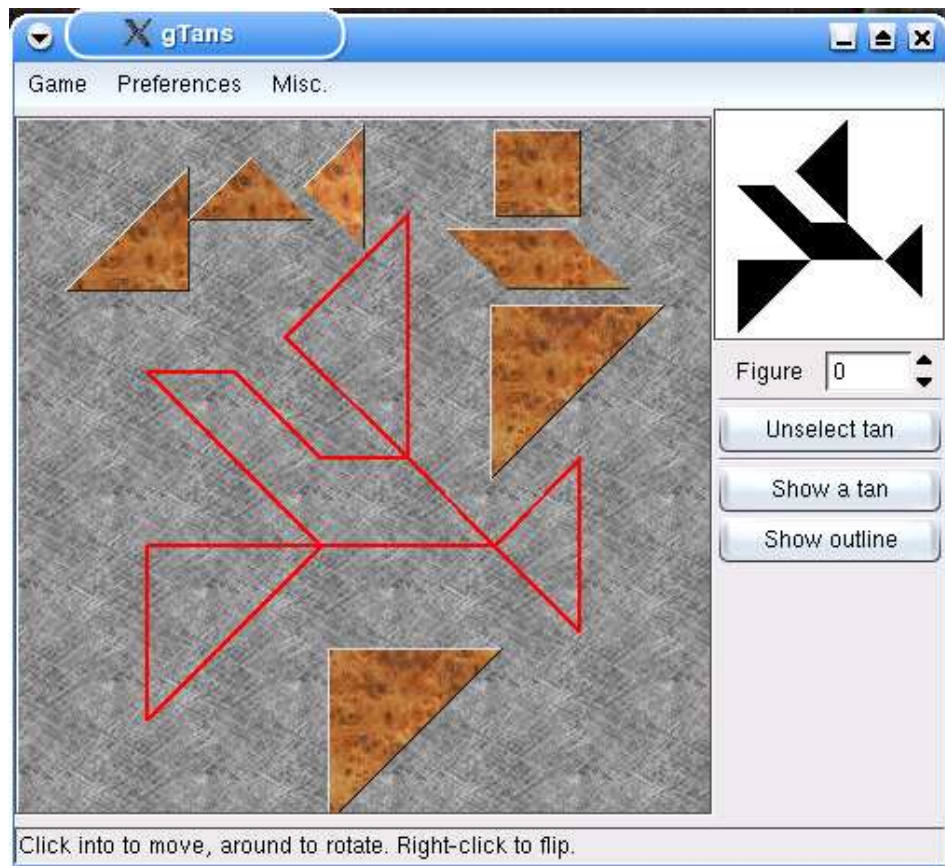 gTans
Game Preferences Misc.
Figure 0
Unselect tan
Show a tan
Show outline
Click into to move, around to rotate. Right-click to flip.